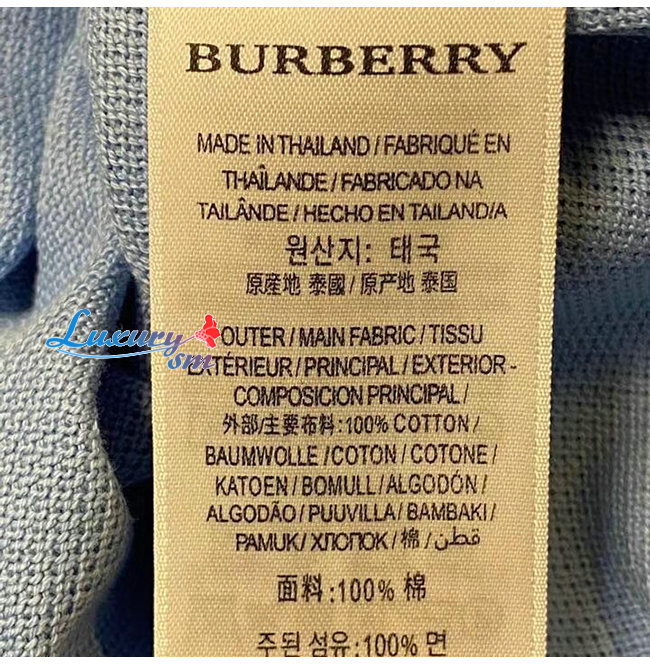 BURBERRY
MADE IN THAILAND / FABRIQUÉ EN
THAÎLANDE / FABRICADO NA
TAILÂNDE / HECHO EN TAILAND/A
원산지: 태국
原産地 泰國 / 原产地 泰国
Luxury
sm
OUTER / MAIN FABRIC / TISSU
EXTÉRIEUR / PRINCIPAL / EXTERIOR -
COMPOSICION PRINCIPAL /
外部/主要布料:100% COTTON /
BAUMWOLLE /COTON / COTONE /
KATOEN / BOMULL / ALGODÓN /
ALGODÃO / PUUVILLA / BAMBAKI /
PAMUK/ ХЛОПОК / 棉 / قطن /
面料:100% 棉
주된 섬유:100% 면